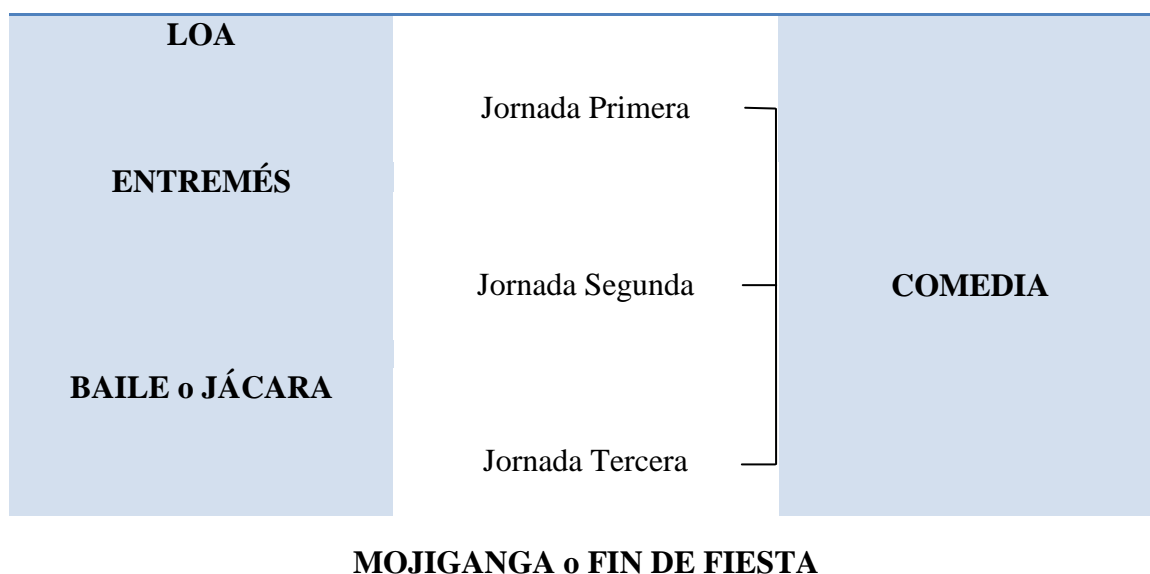 LOA
Jornada Primera
ENTREMÉS
Jornada Segunda
COMEDIA
BAILE o JÁCARA
Jornada Tercera
MOJIGANGA o FIN DE FIESTA